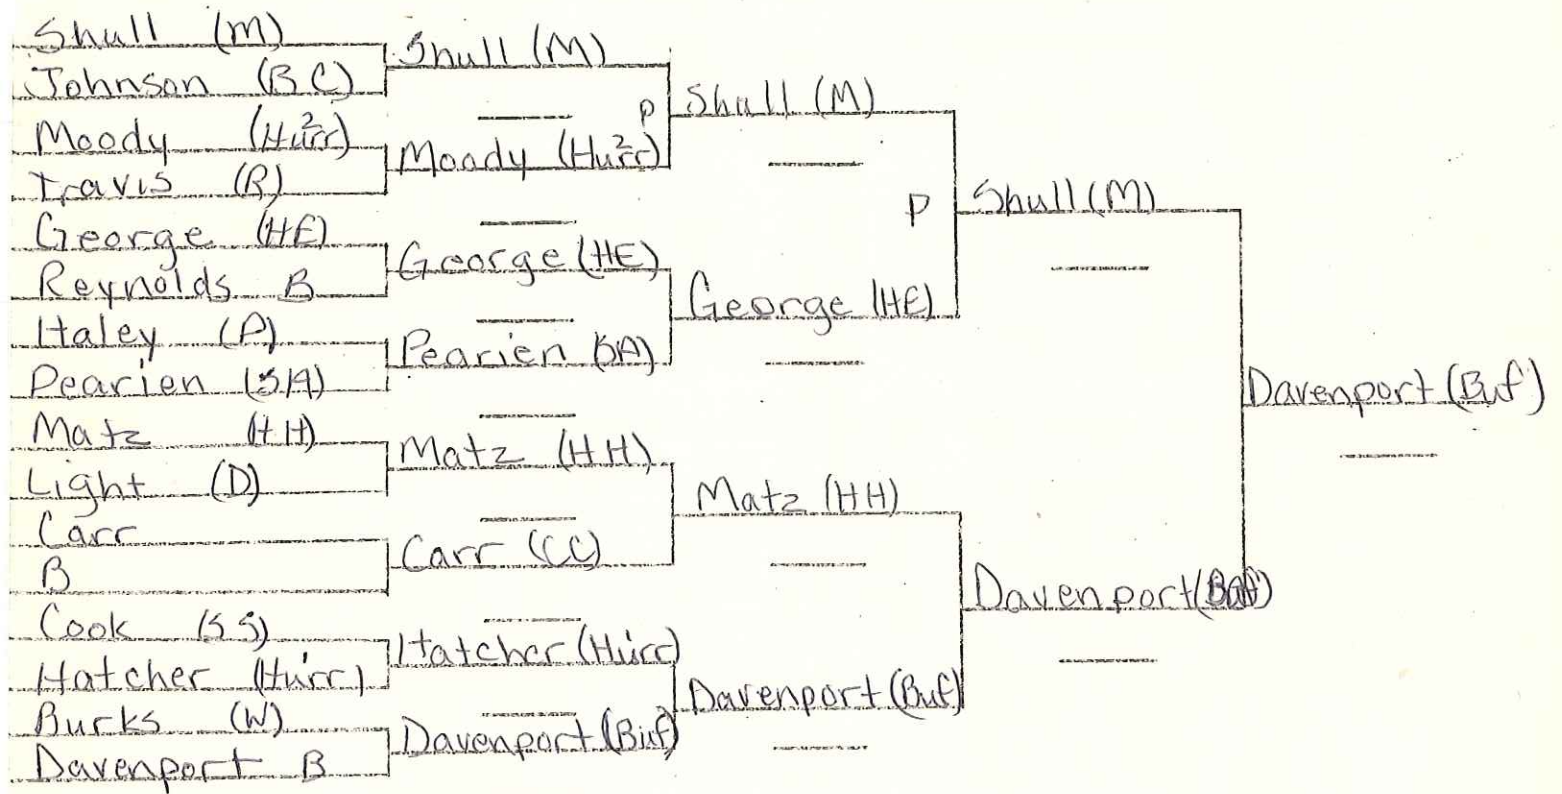 Shull (M)
Johnson (BC)
Moody (Hurr²)
Travis (R)
George (HE)
Reynolds B
Haley (P)
Pearien (SA)
Matz (HH)
Light (D)
Carr
B
Cook (SS)
Hatcher (Hurr)
Burks (W)
Davenport B
Shull (M)
Moody (Hurr²)
George (HE)
Pearien (SA)
Matz (HH)
Carr (CC)
Hatcher (Hurr)
Davenport (Buf)
P
Shull (M)
George (HE)
Matz (HH)
Davenport (Buf)
P
Shull (M)
Davenport (Buf)
Davenport (Buf)